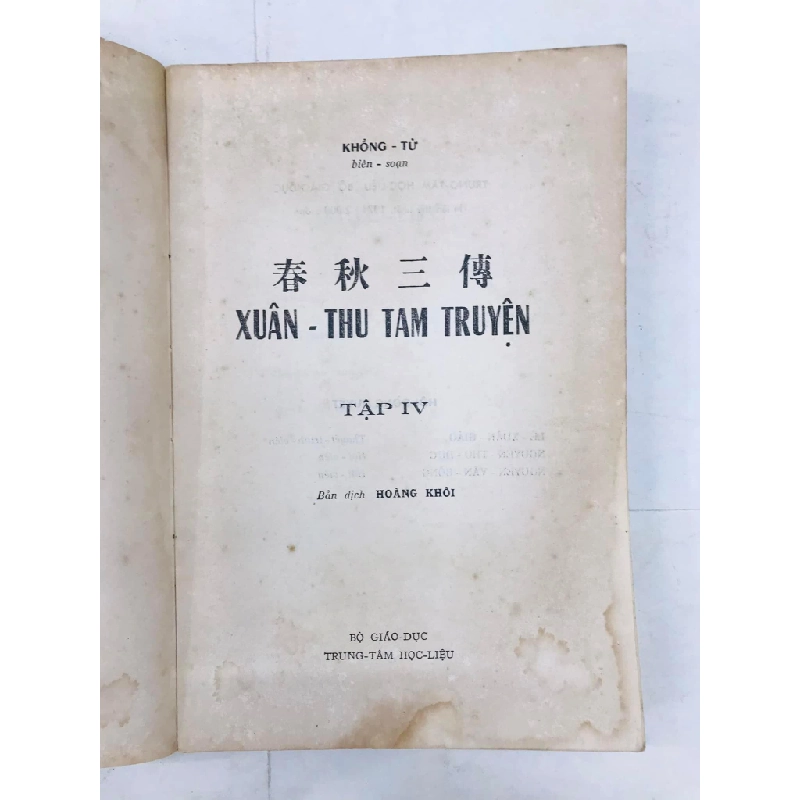 KHỔNG - TỬ
biên - soạn
春秋三傳
XUÂN - THU TAM TRUYỆN
TẬP IV
Bản dịch HOÀNG KHÔI
BỘ GIÁO DỤC
TRUNG-TÂM HỌC-LIỆU